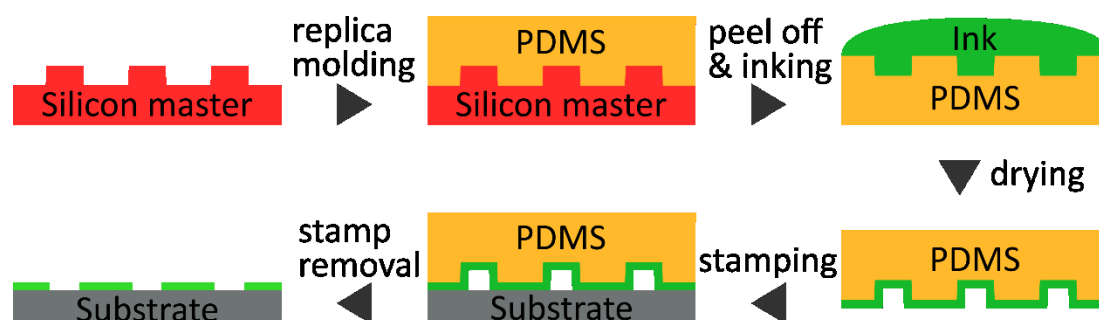 replica
molding
PDMS
Silicon master
Silicon master
peel off
& inking
Ink
PDMS
drying
PDMS
stamping
PDMS
Substrate
stamp
removal
Substrate